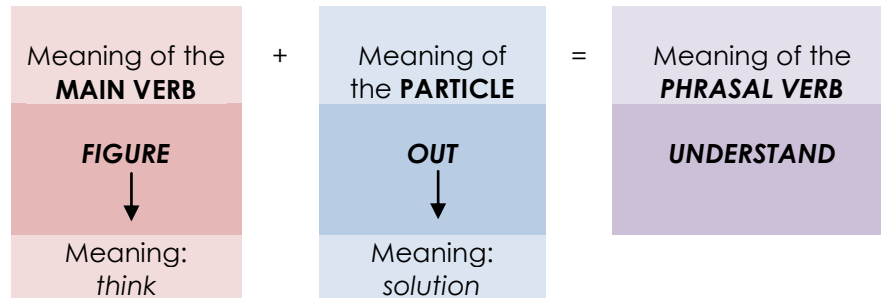 Meaning of the
MAIN VERB
+
Meaning of
the PARTICLE
=
Meaning of the
PHRASAL VERB
FIGURE
OUT
UNDERSTAND
Meaning:
think
Meaning:
solution